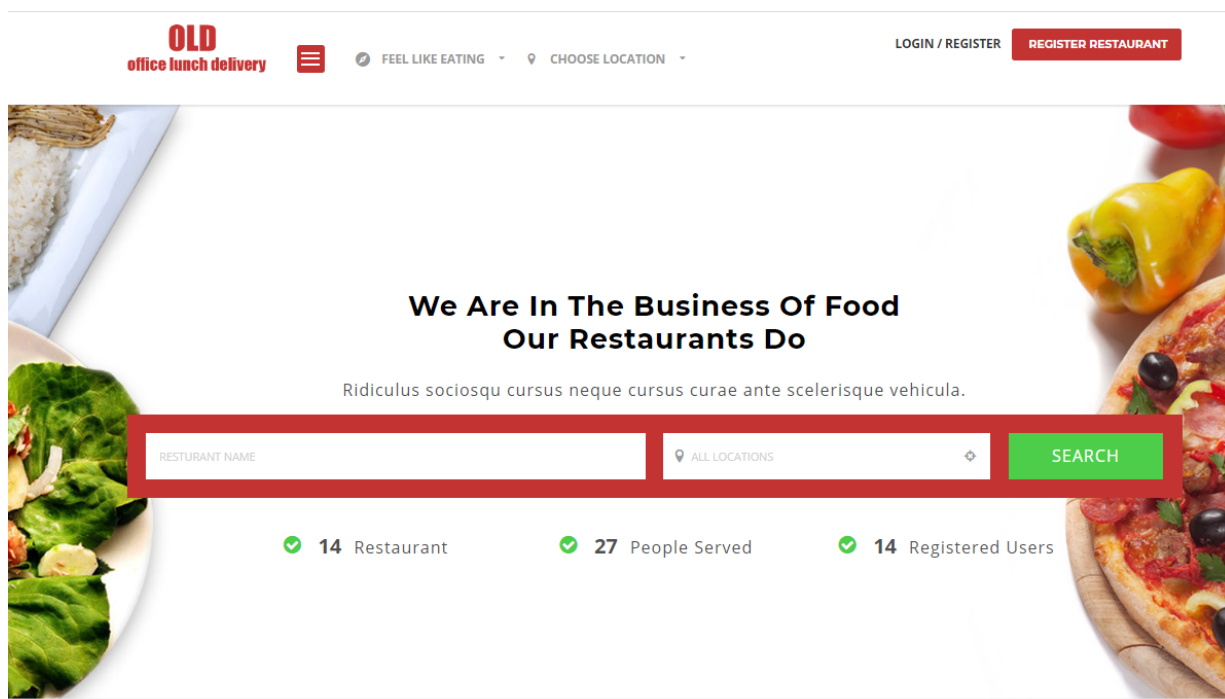 OLD
office lunch delivery
FEEL LIKE EATING
CHOOSE LOCATION
LOGIN / REGISTER
REGISTER RESTAURANT
We Are In The Business Of Food
Our Restaurants Do
Ridiculus sociosqu cursus neque cursus curae ante scelerisque vehicula.
RESTURANT NAME
ALL LOCATIONS
SEARCH
14 Restaurant
27 People Served
14 Registered Users